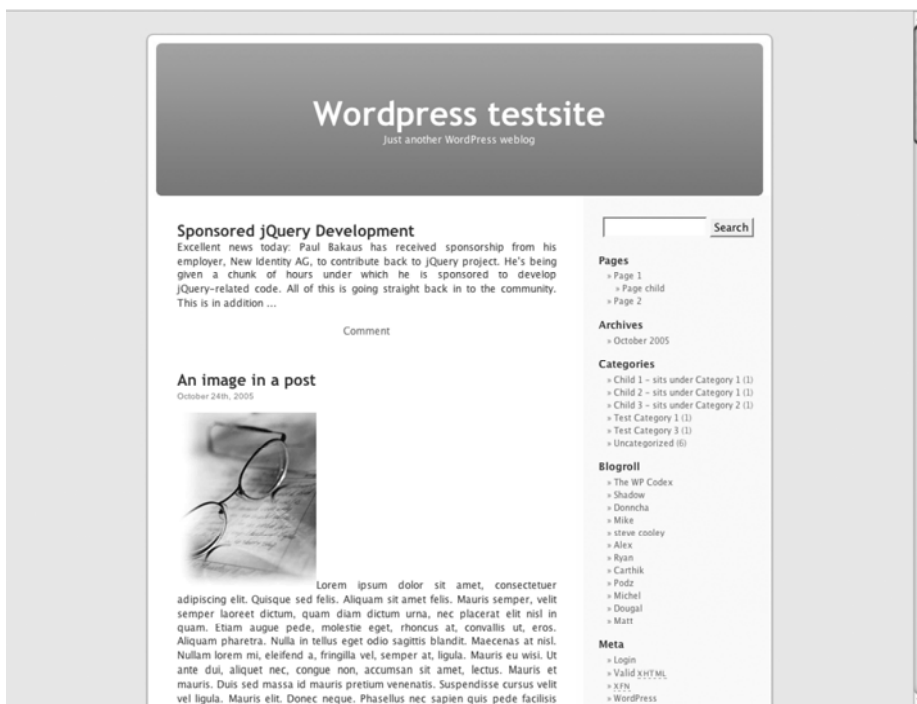 Wordpress testsite
Just another WordPress weblog
Sponsored jQuery Development
Excellent news today: Paul Bakaus has received sponsorship from his
employer, New Identity AG, to contribute back to jQuery project. He's being
given a chunk of hours under which he is sponsored to develop
jQuery-related code. All of this is going straight back in to the community.
This is in addition ...
Comment
An image in a post
October 24th, 2005
Lorem ipsum dolor sit amet, consectetuer
adipiscing elit. Quisque sed felis. Aliquam sit amet felis. Mauris semper, velit
semper laoreet dictum, quam diam dictum urna, nec placerat elit nisl in
quam. Etiam augue pede, molestie eget, rhoncus at, convallis ut, eros.
Aliquam pharetra. Nulla in tellus eget odio sagittis blandit. Maecenas at nisl.
Nullam lorem mi, eleifend a, fringilla vel, semper at, ligula. Mauris eu wisi. Ut
ante dui, aliquet nec, congue non, accumsan sit amet, lectus. Mauris et
mauris. Duis sed massa id mauris pretium venenatis. Suspendisse cursus velit
vel ligula. Mauris elit. Donec neque. Phasellus nec sapien quis pede facilisis
Search
Pages
» Page 1
» Page child
» Page 2
Archives
» October 2005
Categories
» Child 1 – sits under Category 1 (1)
» Child 2 – sits under Category 1 (1)
» Child 3 – sits under Category 2 (1)
» Test Category 1 (1)
» Test Category 3 (1)
» Uncategorized (6)
Blogroll
» The WP Codex
» Shadow
» Donncha
» Mike
» steve cooley
» Alex
» Ryan
» Carthik
» Podz
» Michel
» Dougal
» Matt
Meta
» Login
» Valid XHTML
» XFN
» WordPress